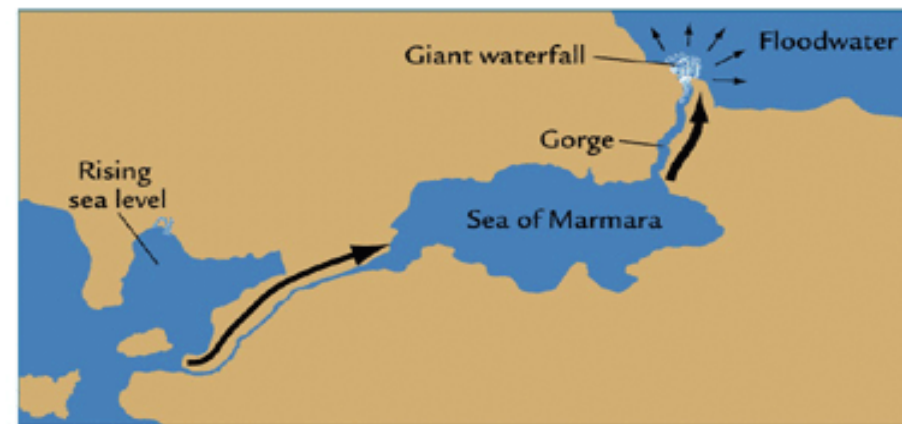 Giant waterfall
Floodwater
Gorge
Rising
sea level
Sea of Marmara